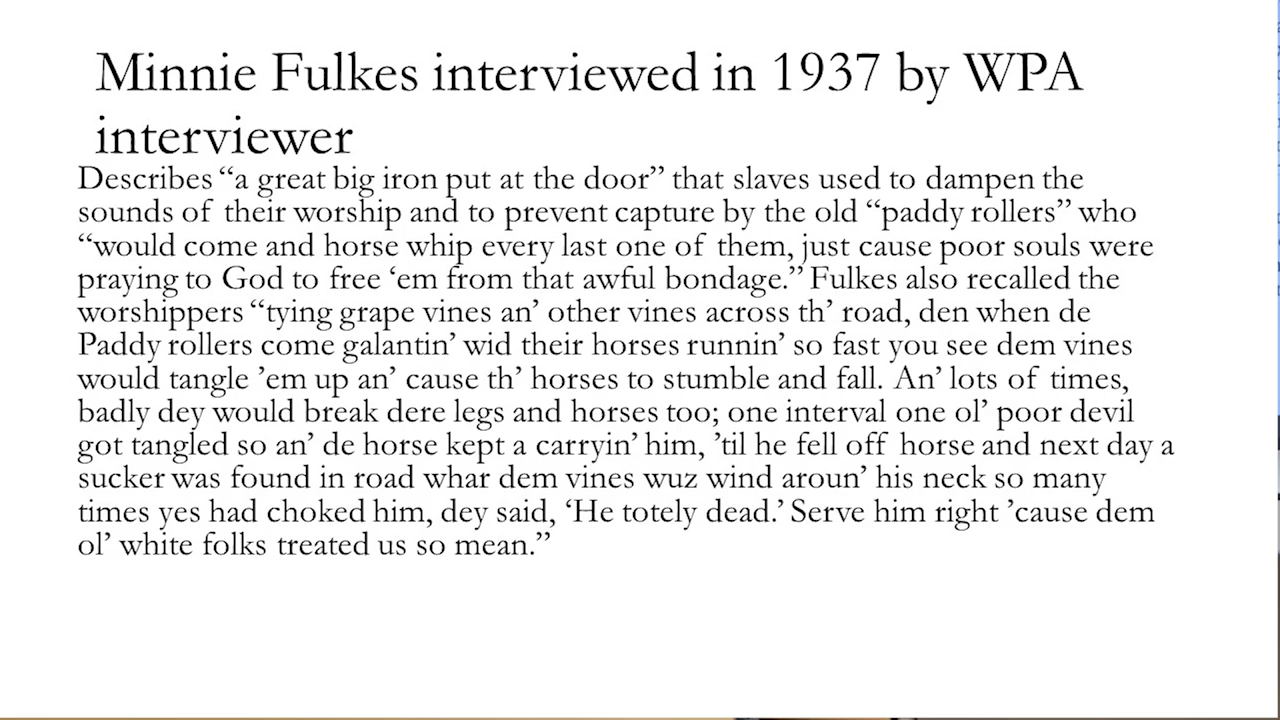 Minnie Fulkes interviewed in 1937 by WPA
interviewer
Describes “a great big iron put at the door” that slaves used to dampen the
sounds of their worship and to prevent capture by the old “paddy rollers” who
“would come and horse whip every last one of them, just cause poor souls were
praying to God to free ‘em from that awful bondage.” Fulkes also recalled the
worshippers “tying grape vines an’ other vines across th’ road, den when de
Paddy rollers come galantin’ wid their horses runnin’ so fast you see dem vines
would tangle ’em up an’ cause th’ horses to stumble and fall. An’ lots of times,
badly dey would break dere legs and horses too; one interval one ol’ poor devil
got tangled so an’ de horse kept a carryin’ him, ’til he fell off horse and next day a
sucker was found in road whar dem vines wuz wind aroun’ his neck so many
times yes had choked him, dey said, ‘He totely dead.’ Serve him right ’cause dem
ol’ white folks treated us so mean.”